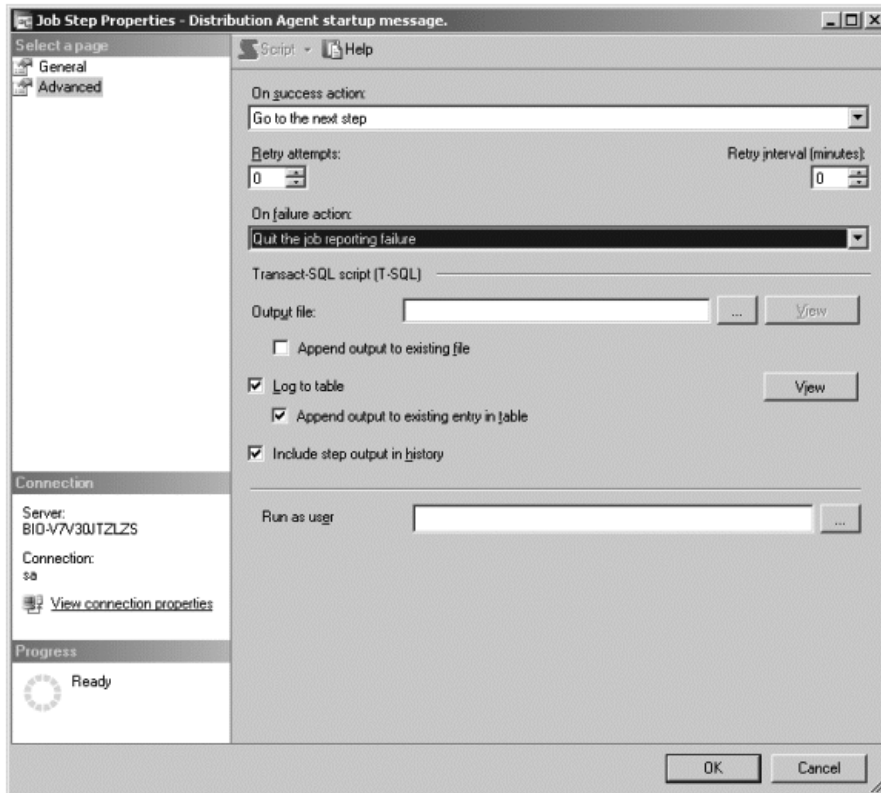 Job Step Properties - Distribution Agent startup message.
Select a page
General
Advanced
Script
Help
On success action:
Go to the next step
Retry attempts:
Retry interval (minutes):
0
0
On failure action:
Quit the job reporting failure
Transact-SQL script (T-SQL)
Output file:
...
View
Append output to existing file
Log to table
View
Append output to existing entry in table
Include step output in history
Run as user
...
Connection
Server:
BIO-V7V30JTZLZS
Connection:
sa
View connection properties
Progress
Ready
OK
Cancel